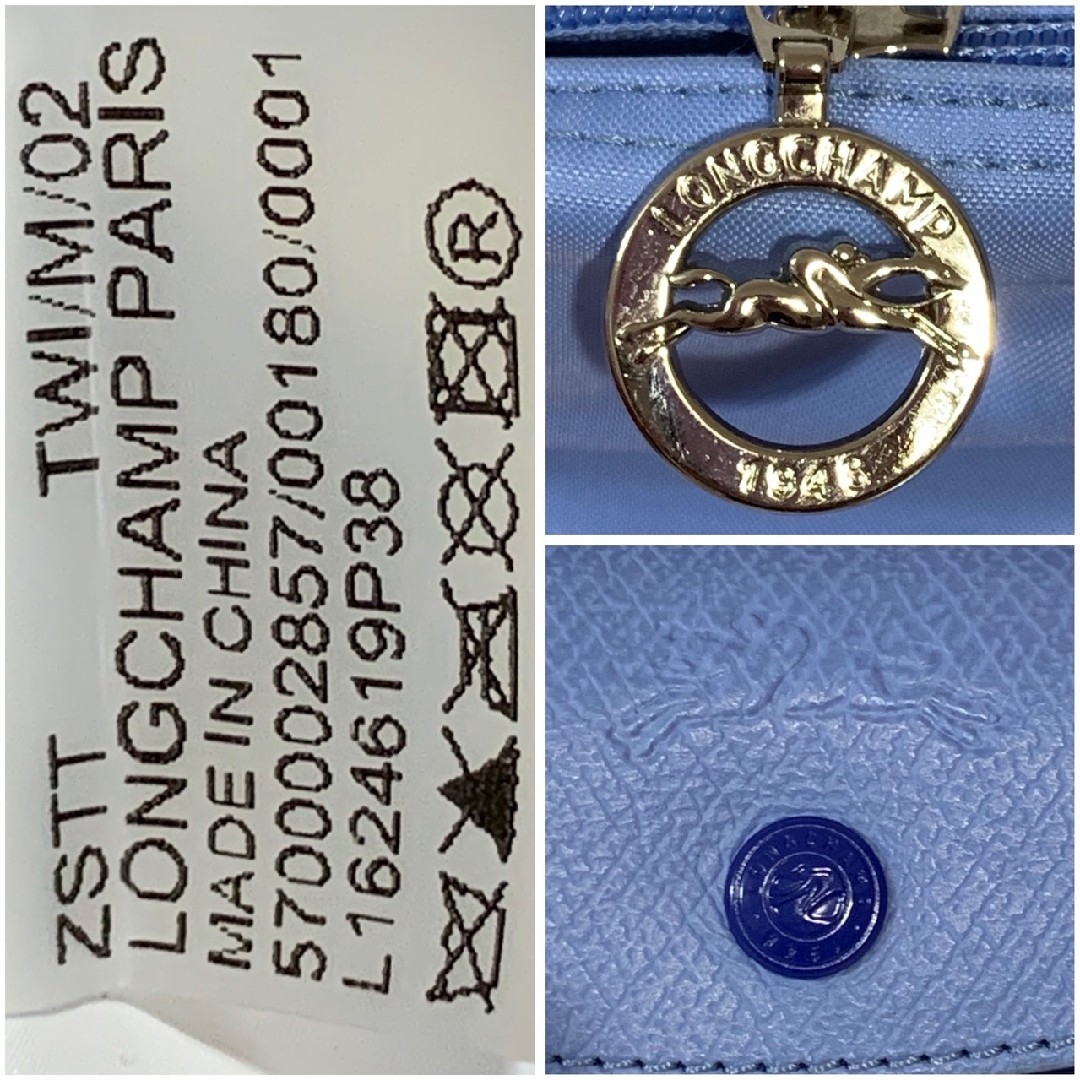 ZSTT TWI/M/02
LONGCHAMP PARIS
MADE IN CHINA
5700002857/00180/0001
L1624619P38
®
LONGCHAMP
1948